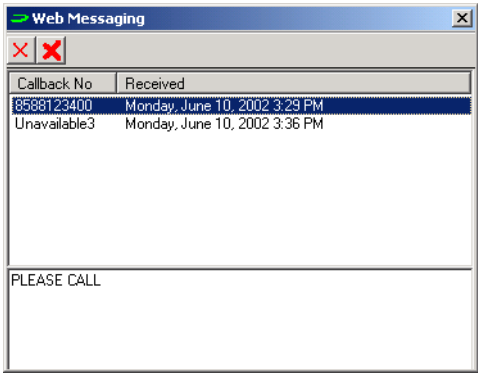 Web Messaging
Callback No Received
8588123400 Monday, June 10, 2002 3:29 PM
Unavailable3 Monday, June 10, 2002 3:36 PM
PLEASE CALL